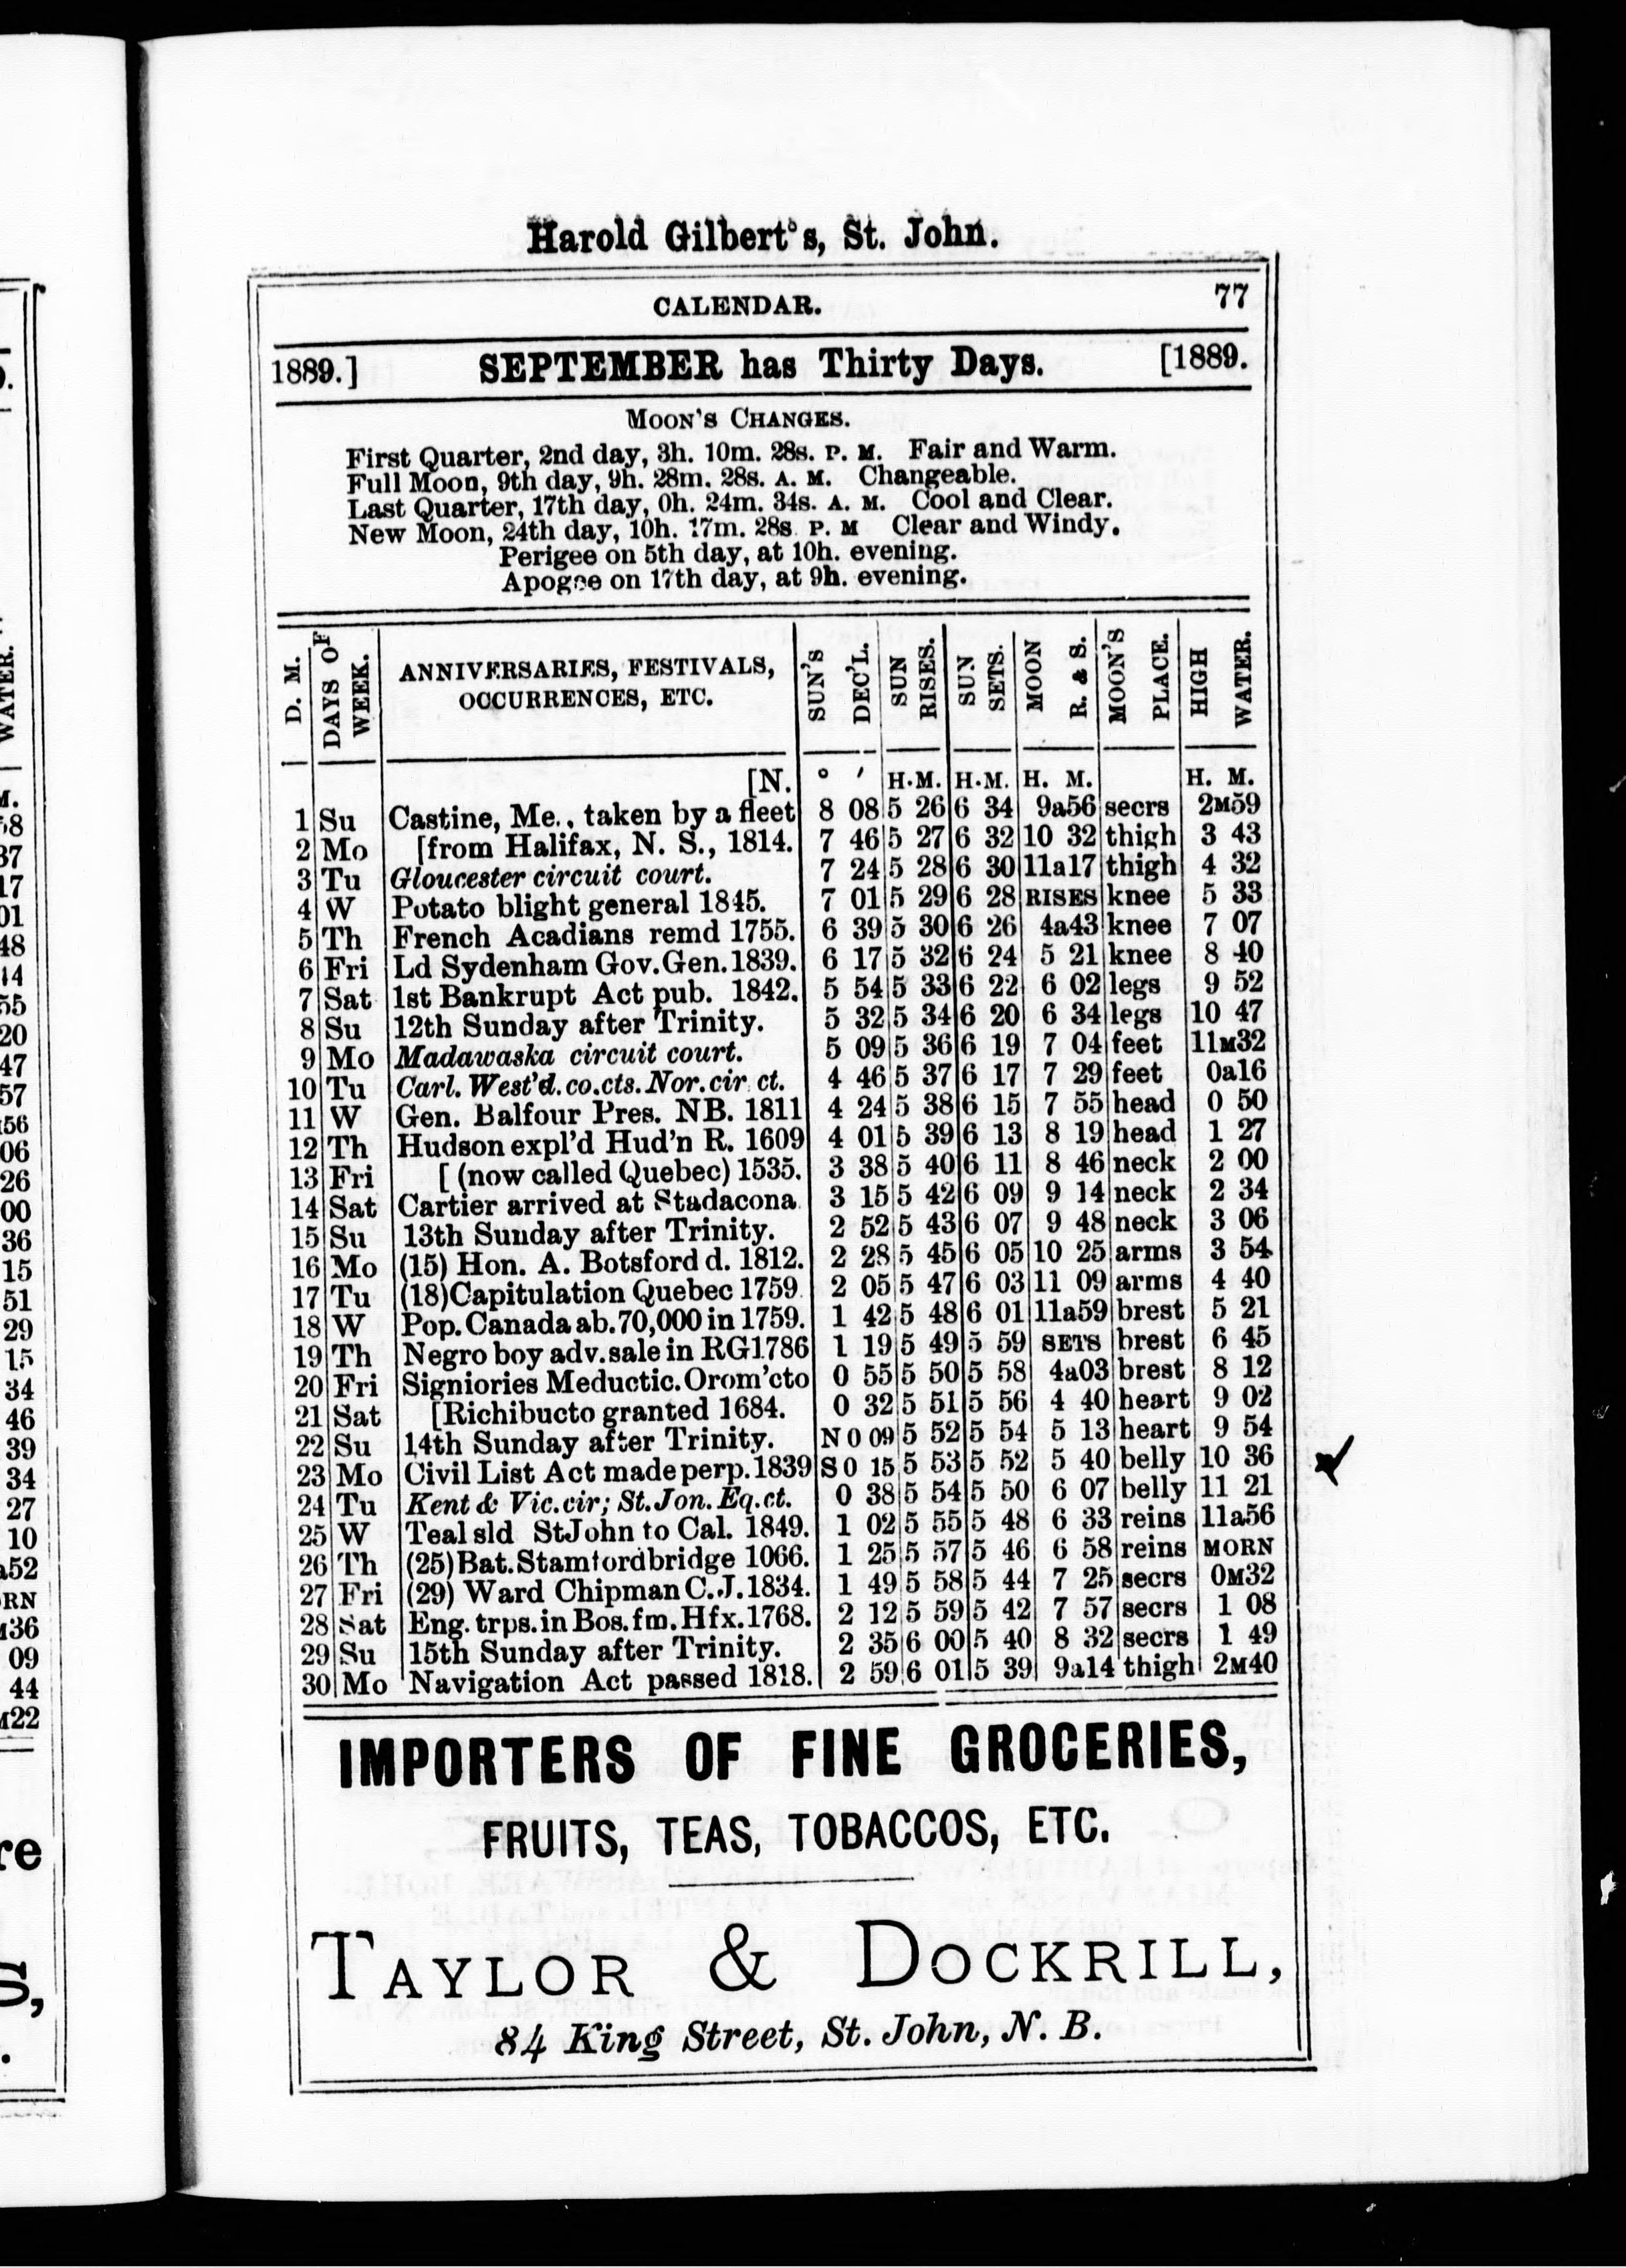 Harold Gilbert's, St. John.
CALENDAR. 77
1889.] SEPTEMBER has Thirty Days. [1889.
MOON'S CHANGES.
First Quarter, 2nd day, 3h. 10m. 28s. P. M. Fair and Warm.
Full Moon, 9th day, 9h. 28m. 28s. A. M. Changeable.
Last Quarter, 17th day, 0h. 24m. 34s. A. M. Cool and Clear.
New Moon, 24th day, 10h. 17m. 28s. P. M Clear and Windy.
Perigee on 5th day, at 10h. evening.
Apogee on 17th day, at 9h. evening.
D. M. DAYS OF WEEK. ANNIVERSARIES, FESTIVALS, OCCURRENCES, ETC. SUN'S DEC'L. SUN RISES. SUN SETS. MOON R. & S. MOON'S PLACE. HIGH WATER.
[N. ° ′ H.M. H.M. H. M. H. M.
1 Su Castine, Me., taken by a fleet 8 08 5 26 6 34 9a56 secrs 2M59
2 Mo [from Halifax, N. S., 1814. 7 46 5 27 6 32 10 32 thigh 3 43
3 Tu Gloucester circuit court. 7 24 5 28 6 30 11a17 thigh 4 32
4 W Potato blight general 1845. 7 01 5 29 6 28 RISES knee 5 33
5 Th French Acadians remd 1755. 6 39 5 30 6 26 4a43 knee 7 07
6 Fri Ld Sydenham Gov.Gen.1839. 6 17 5 32 6 24 5 21 knee 8 40
7 Sat 1st Bankrupt Act pub. 1842. 5 54 5 33 6 22 6 02 legs 9 52
8 Su 12th Sunday after Trinity. 5 32 5 34 6 20 6 34 legs 10 47
9 Mo Madawaska circuit court. 5 09 5 36 6 19 7 04 feet 11M32
10 Tu Carl. West'd.co.cts.Nor.cir ct. 4 46 5 37 6 17 7 29 feet 0a16
11 W Gen. Balfour Pres. NB. 1811 4 24 5 38 6 15 7 55 head 0 50
12 Th Hudson expl'd Hud'n R. 1609 4 01 5 39 6 13 8 19 head 1 27
13 Fri [ (now called Quebec) 1535. 3 38 5 40 6 11 8 46 neck 2 00
14 Sat Cartier arrived at Stadacona 3 15 5 42 6 09 9 14 neck 2 34
15 Su 13th Sunday after Trinity. 2 52 5 43 6 07 9 48 neck 3 06
16 Mo (15) Hon. A. Botsford d. 1812. 2 28 5 45 6 05 10 25 arms 3 54
17 Tu (18)Capitulation Quebec 1759. 2 05 5 47 6 03 11 09 arms 4 40
18 W Pop.Canada ab.70,000 in 1759. 1 42 5 48 6 01 11a59 brest 5 21
19 Th Negro boy adv.sale in RG1786 1 19 5 49 5 59 SETS brest 6 45
20 Fri Signiories Meductic.Orom'cto 0 55 5 50 5 58 4a03 brest 8 12
21 Sat [Richibucto granted 1684. 0 32 5 51 5 56 4 40 heart 9 02
22 Su 14th Sunday after Trinity. N 0 09 5 52 5 54 5 13 heart 9 54
23 Mo Civil List Act made perp.1839 S 0 15 5 53 5 52 5 40 belly 10 36
24 Tu Kent & Vic.cir; St.Jon.Eq.ct. 0 38 5 54 5 50 6 07 belly 11 21
25 W Teal sld StJohn to Cal. 1849. 1 02 5 55 5 48 6 33 reins 11a56
26 Th (25)Bat.Stamfordbridge 1066. 1 25 5 57 5 46 6 58 reins MORN
27 Fri (29) Ward Chipman C.J.1834. 1 49 5 58 5 44 7 25 secrs 0M32
28 Sat Eng.trps.in Bos.fm.Hfx.1768. 2 12 5 59 5 42 7 57 secrs 1 08
29 Su 15th Sunday after Trinity. 2 35 6 00 5 40 8 32 secrs 1 49
30 Mo Navigation Act passed 1818. 2 59 6 01 5 39 9a14 thigh 2M40
IMPORTERS OF FINE GROCERIES,
FRUITS, TEAS, TOBACCOS, ETC.
TAYLOR & DOCKRILL,
84 King Street, St. John, N. B.